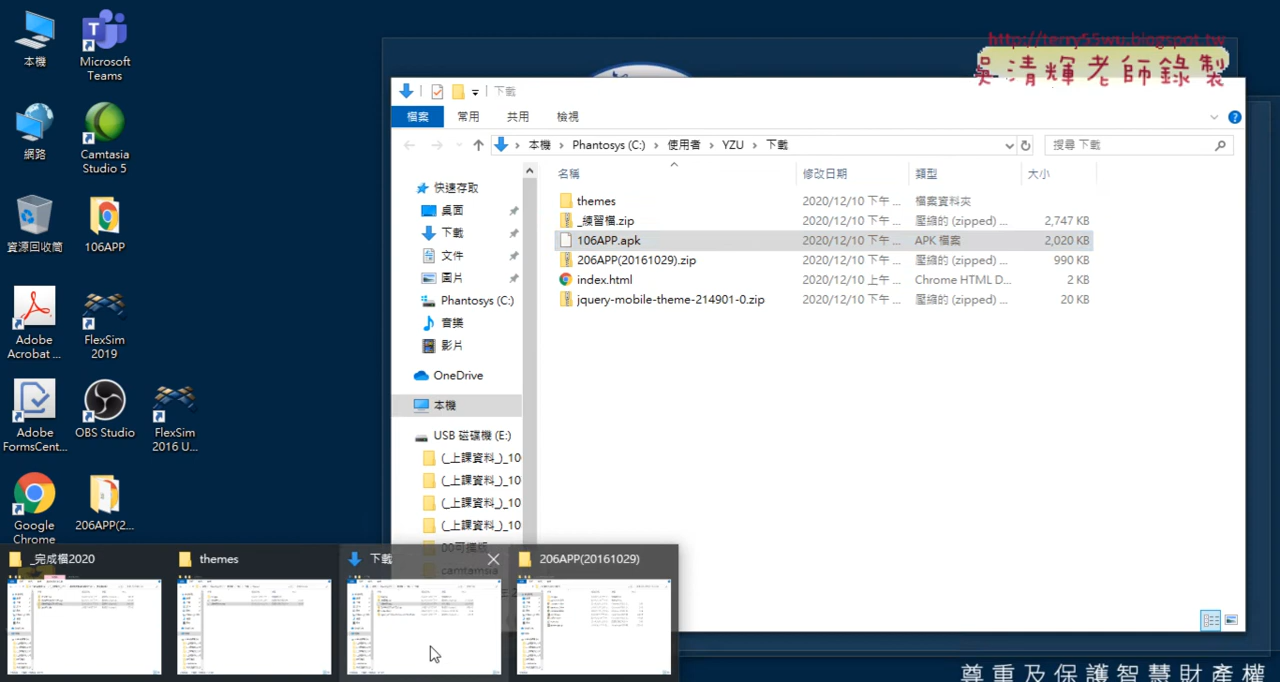 本機
Microsoft Teams
網路
Camtasia Studio 5
資源回收筒
106APP
Adobe Acrobat ...
FlexSim 2019
Adobe FormsCent...
OBS Studio
FlexSim 2016 U...
Google Chrome
206APP(2...
http://terry55wu.blogspot.tw
吳清輝老師錄製
下載
檔案 常用 共用 檢視
本機 › Phantosys (C:) › 使用者 › YZU › 下載
搜尋 下載
名稱 修改日期 類型 大小
快速存取
桌面
下載
文件
圖片
Phantosys (C:)
音樂
影片
OneDrive
本機
USB 磁碟機 (E:)
(_上課資料_)_10
(_上課資料_)_10
(_上課資料_)_10
(_上課資料_)_10
camtamsia
themes 2020/12/10 下午 ... 檔案資料夾
_練習檔.zip 2020/12/10 下午 ... 壓縮的 (zipped) ... 2,747 KB
106APP.apk 2020/12/10 下午 ... APK 檔案 2,020 KB
206APP(20161029).zip 2020/12/10 下午 ... 壓縮的 (zipped) ... 990 KB
index.html 2020/12/10 上午 ... Chrome HTML D... 2 KB
jquery-mobile-theme-214901-0.zip 2020/12/10 下午 ... 壓縮的 (zipped) ... 20 KB
_完成檔2020
themes
下載
206APP(20161029)
尊重及保護智慧財產權